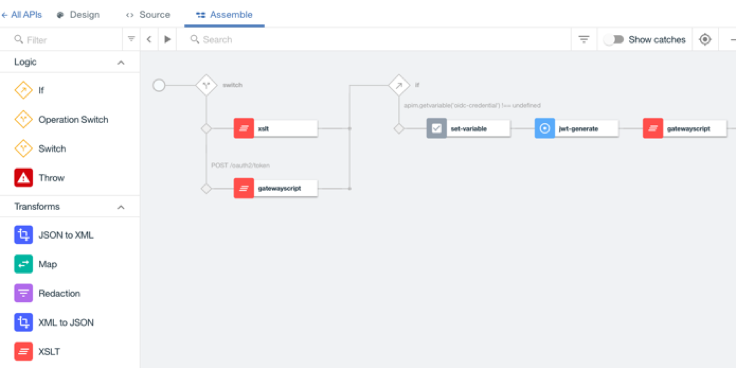 ← All APIs Design <> Source Assemble
Filter
Search
Show catches
Logic
If
Operation Switch
Switch
Throw
Transforms
JSON to XML
Map
Redaction
XML to JSON
XSLT
switch
xslt
POST /oauth2/token
gatewayscript
if
apim.getvariable('oidc-credential') !== undefined
set-variable
jwt-generate
gatewayscript